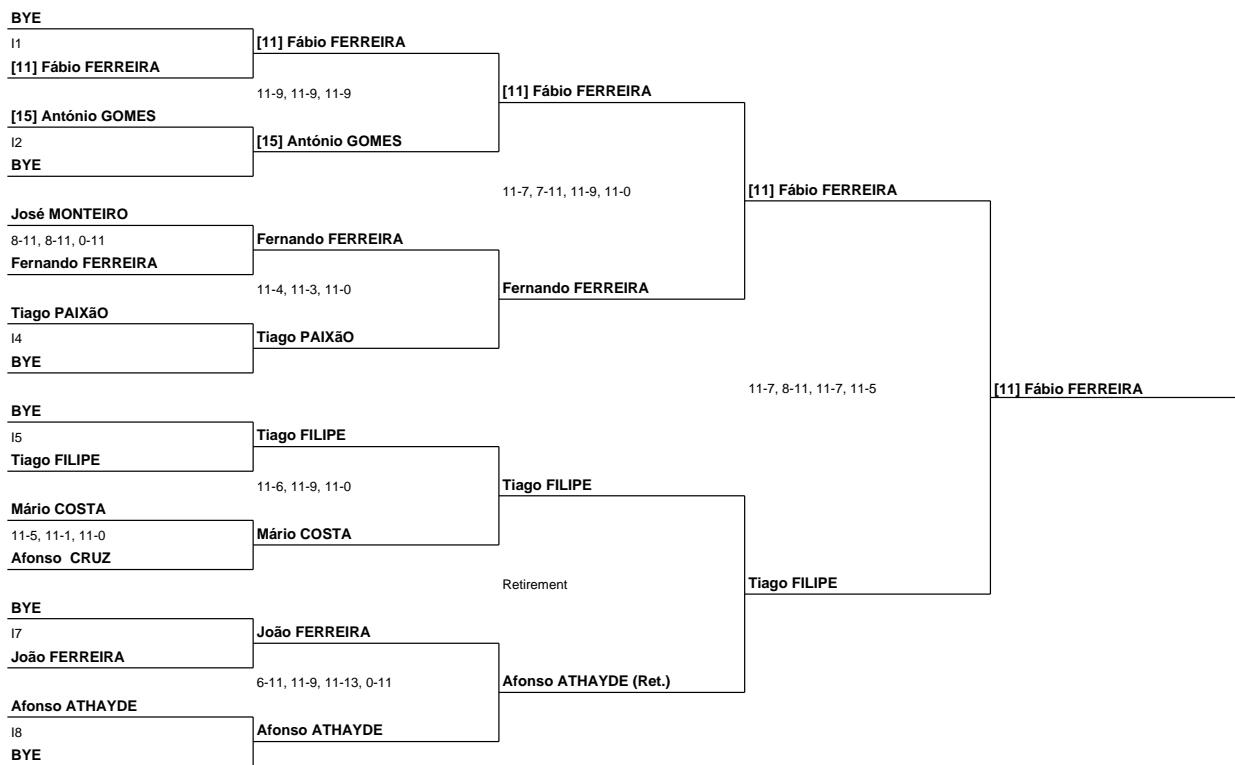 BYE
I1
[11] Fábio FERREIRA
[15] António GOMES
I2
BYE
José MONTEIRO
8-11, 8-11, 0-11
Fernando FERREIRA
Tiago PAIXãO
I4
BYE
BYE
I5
Tiago FILIPE
Mário COSTA
11-5, 11-1, 11-0
Afonso  CRUZ
BYE
I7
João FERREIRA
Afonso ATHAYDE
I8
BYE
[11] Fábio FERREIRA
11-9, 11-9, 11-9
[15] António GOMES
Fernando FERREIRA
11-4, 11-3, 11-0
Tiago PAIXãO
Tiago FILIPE
11-6, 11-9, 11-0
Mário COSTA
João FERREIRA
6-11, 11-9, 11-13, 0-11
Afonso ATHAYDE
[11] Fábio FERREIRA
11-7, 7-11, 11-9, 11-0
Fernando FERREIRA
Tiago FILIPE
Retirement
Afonso ATHAYDE (Ret.)
[11] Fábio FERREIRA
11-7, 8-11, 11-7, 11-5
Tiago FILIPE
[11] Fábio FERREIRA